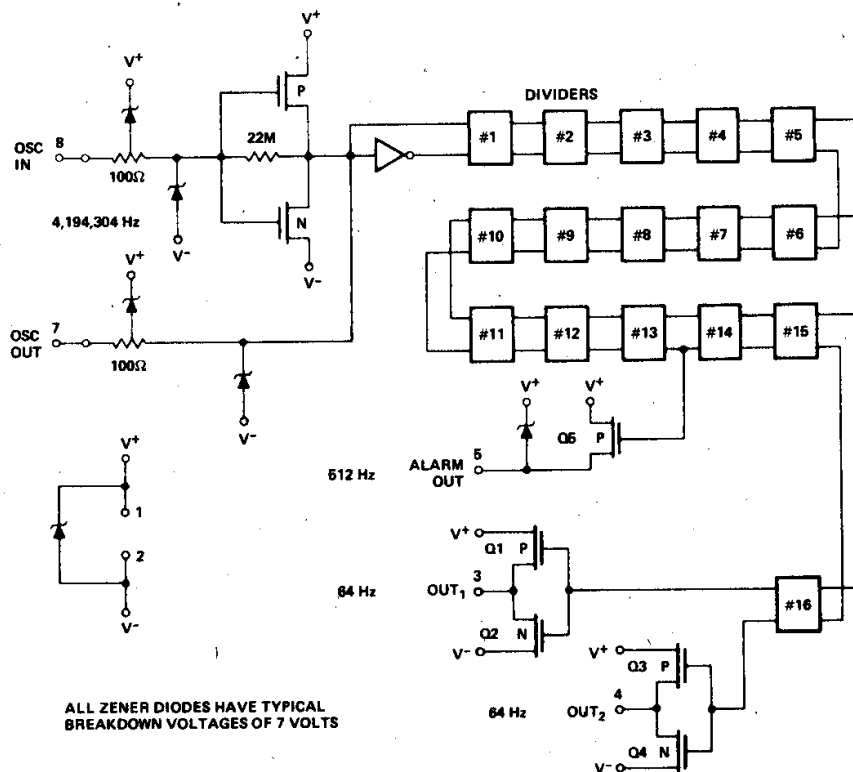 V+
V+
P
DIVIDERS
OSC IN
8
100Ω
22M
#1
#2
#3
#4
#5
4,194,304 Hz
V-
N
V-
#10
#9
#8
#7
#6
V+
OSC OUT
7
100Ω
V-
#11
#12
#13
#14
#15
V+
V+
Q5
P
512 Hz
ALARM OUT
5
V+
1
2
V-
V+
Q1
P
64 Hz
OUT1
3
Q2
N
V-
#16
V+
Q3
P
64 Hz
OUT2
4
Q4
N
V-
ALL ZENER DIODES HAVE TYPICAL
BREAKDOWN VOLTAGES OF 7 VOLTS